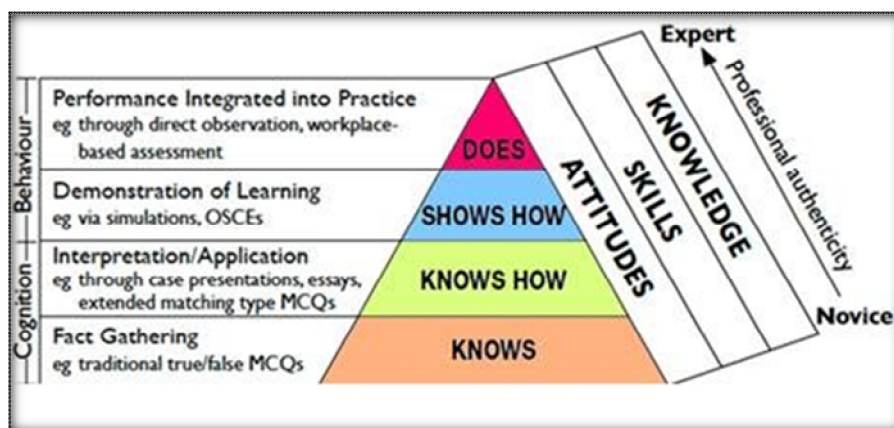 Expert
Professional authenticity
Novice
KNOWLEDGE
SKILLS
ATTITUDES
Behaviour
Performance Integrated into Practice
eg through direct observation, workplace-
based assessment
DOES
Demonstration of Learning
eg via simulations, OSCEs
SHOWS HOW
Cognition
Interpretation/Application
eg through case presentations, essays,
extended matching type MCQs
KNOWS HOW
Fact Gathering
eg traditional true/false MCQs
KNOWS